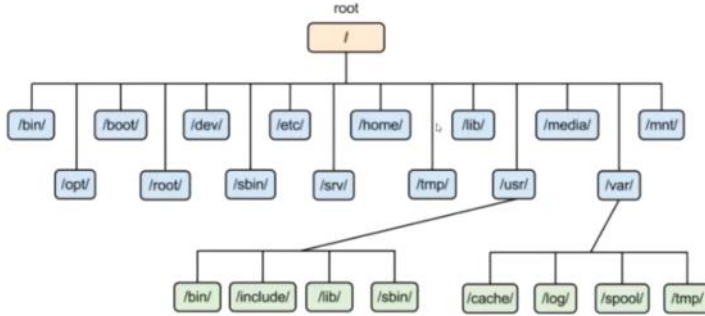 root
/
/bin/ /boot/ /dev/ /etc/ /home/ /lib/ /media/ /mnt/
/opt/ /root/ /sbin/ /srv/ /tmp/ /usr/ /var/
/bin/ /include/ /lib/ /sbin/ /cache/ /log/ /spool/ /tmp/